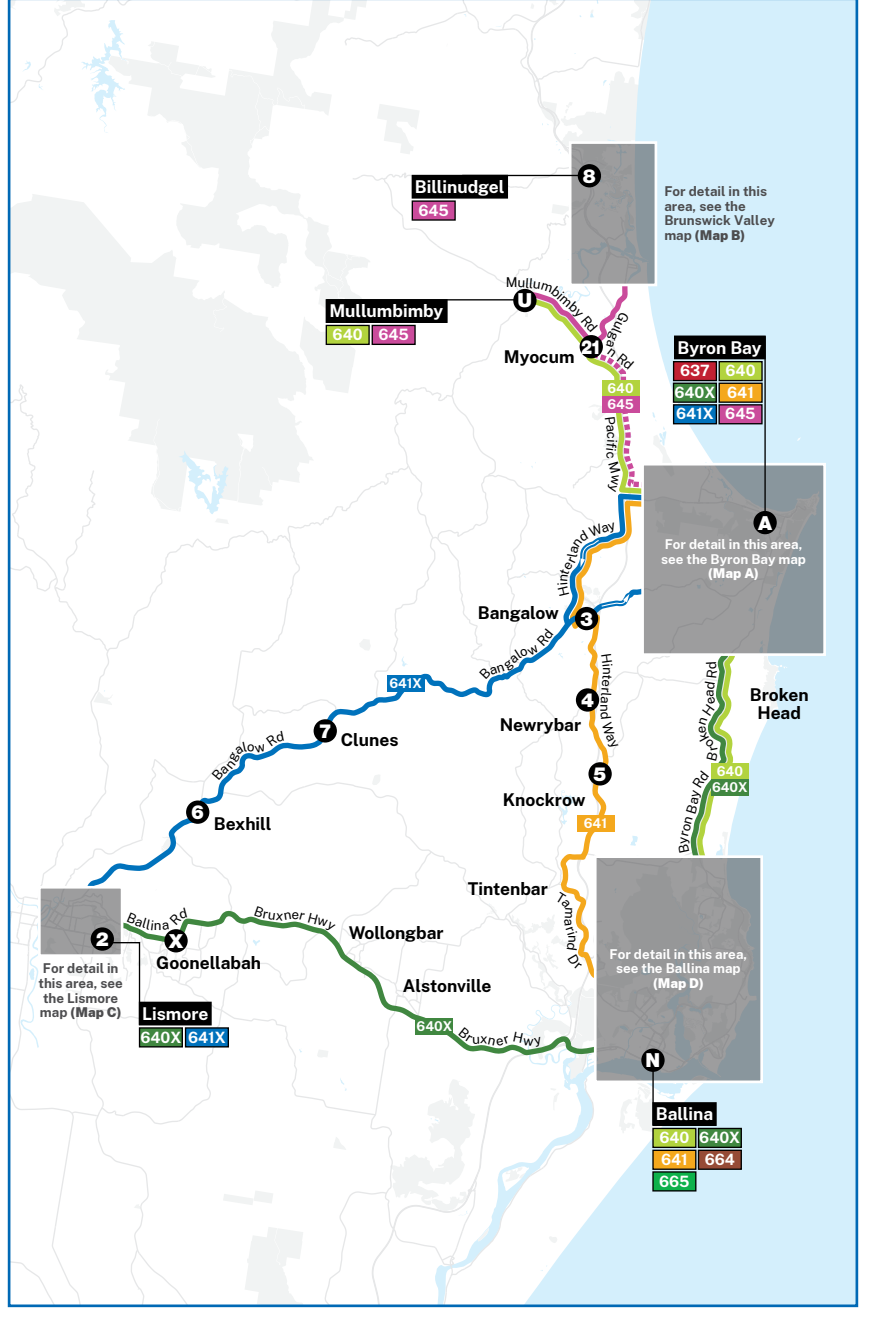 8
Billinudgel
645
For detail in this
area, see the
Brunswick Valley
map (Map B)
Mullumbimby Rd
U
Mullumbimby
640 645
Gulgan Rd
21
Myocum
Byron Bay
637 640
640X 641
641X 645
640
645
Pacific Mwy
A
For detail in this area,
see the Byron Bay map
(Map A)
Hinterland Way
Bangalow
3
Bangalow Rd
Hinterland Way
641X
4
Newrybar
Broken Head Rd
Broken
Head
7
Clunes
Bangalow Rd
5
Knockrow
640
640X
Byron Bay Rd
6
Bexhill
641
Tintenbar
Tamarind Dr
Ballina Rd
Bruxner Hwy
2
X
Goonellabah
Wollongbar
For detail in this area,
see the Ballina map
(Map D)
For detail in
this area, see
the Lismore
map (Map C)
Alstonville
Lismore
640X 641X
640X
Bruxner Hwy
N
Ballina
640 640X
641 664
665